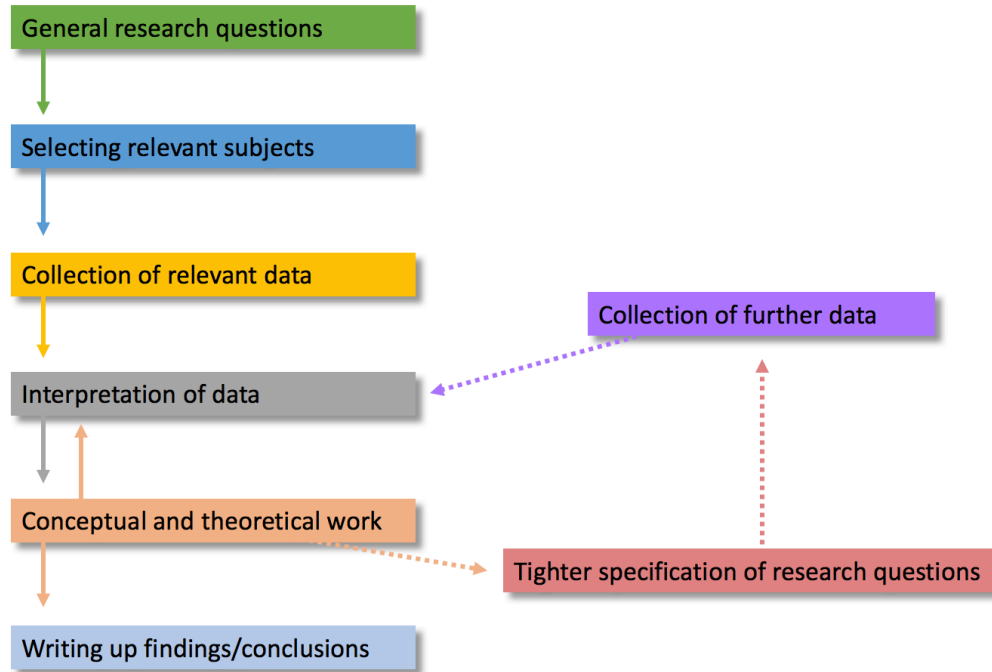 General research questions
Selecting relevant subjects
Collection of relevant data
Collection of further data
Interpretation of data
Conceptual and theoretical work
Tighter specification of research questions
Writing up findings/conclusions